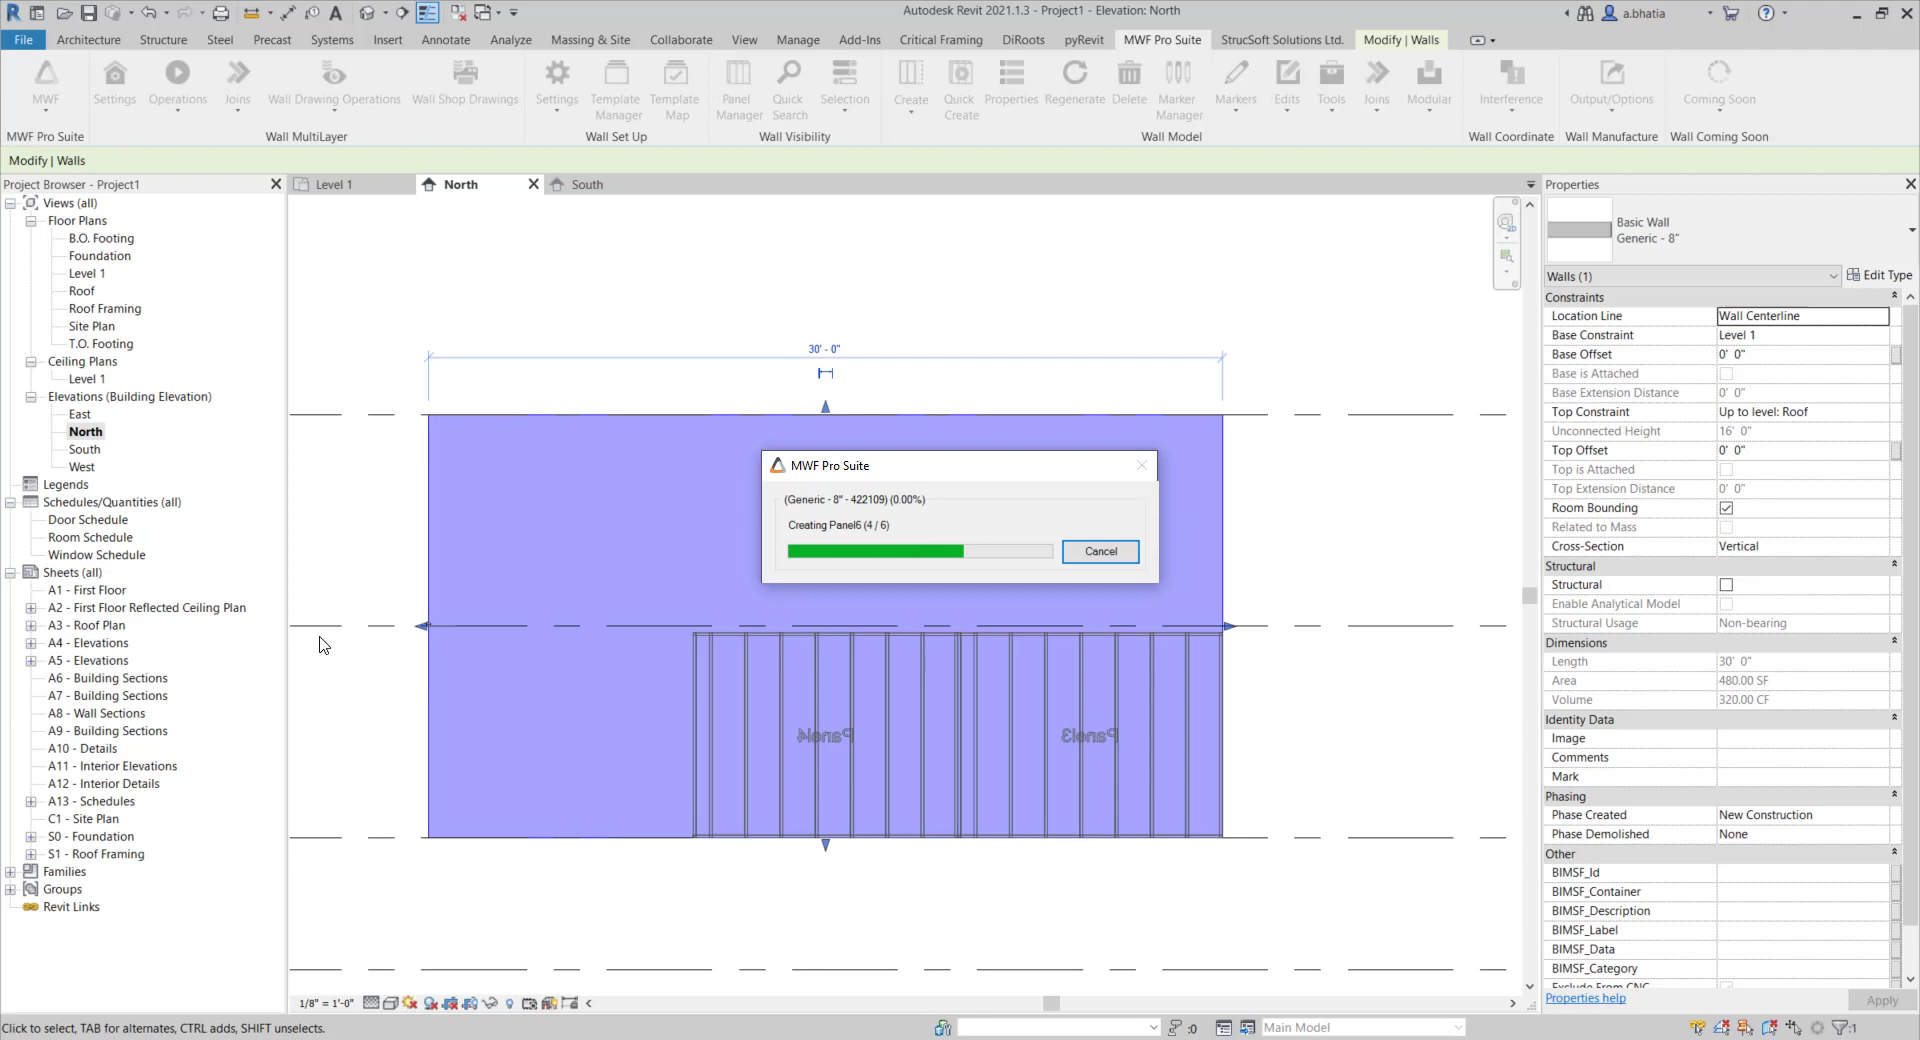 Autodesk Revit 2021.1.3 - Project1 - Elevation: North
a.bhatia
File Architecture Structure Steel Precast Systems Insert Annotate Analyze Massing & Site Collaborate View Manage Add-Ins Critical Framing DiRoots pyRevit MWF Pro Suite StrucSoft Solutions Ltd. Modify | Walls
MWF Settings Operations Joins Wall Drawing Operations Wall Shop Drawings Settings Template Manager Template Map Panel Manager Quick Search Selection Create Quick Create Properties Regenerate Delete Marker Manager Markers Edits Tools Joins Modular Interference Output/Options Coming Soon
MWF Pro Suite Wall MultiLayer Wall Set Up Wall Visibility Wall Model Wall Coordinate Wall Manufacture Wall Coming Soon
Modify | Walls
Project Browser - Project1
Views (all)
Floor Plans
B.O. Footing
Foundation
Level 1
Roof
Roof Framing
Site Plan
T.O. Footing
Ceiling Plans
Level 1
Elevations (Building Elevation)
East
North
South
West
Legends
Schedules/Quantities (all)
Door Schedule
Room Schedule
Window Schedule
Sheets (all)
A1 - First Floor
A2 - First Floor Reflected Ceiling Plan
A3 - Roof Plan
A4 - Elevations
A5 - Elevations
A6 - Building Sections
A7 - Building Sections
A8 - Wall Sections
A9 - Building Sections
A10 - Details
A11 - Interior Elevations
A12 - Interior Details
A13 - Schedules
C1 - Site Plan
S0 - Foundation
S1 - Roof Framing
Families
Groups
Revit Links
Level 1 North South
30' - 0"
MWF Pro Suite
(Generic - 8" - 422109) (0.00%)
Creating Panel6 (4 / 6)
Cancel
Panel4 Panel3
1/8" = 1'-0"
Properties
Basic Wall
Generic - 8"
Walls (1) Edit Type
Constraints
Location Line Wall Centerline
Base Constraint Level 1
Base Offset 0' 0"
Base is Attached
Base Extension Distance 0' 0"
Top Constraint Up to level: Roof
Unconnected Height 16' 0"
Top Offset 0' 0"
Top is Attached
Top Extension Distance 0' 0"
Room Bounding
Related to Mass
Cross-Section Vertical
Structural
Structural
Enable Analytical Model
Structural Usage Non-bearing
Dimensions
Length 30' 0"
Area 480.00 SF
Volume 320.00 CF
Identity Data
Image
Comments
Mark
Phasing
Phase Created New Construction
Phase Demolished None
Other
BIMSF_Id
BIMSF_Container
BIMSF_Description
BIMSF_Label
BIMSF_Data
BIMSF_Category
Exclude From CNC
Properties help Apply
Click to select, TAB for alternates, CTRL adds, SHIFT unselects.
:0 Main Model :1